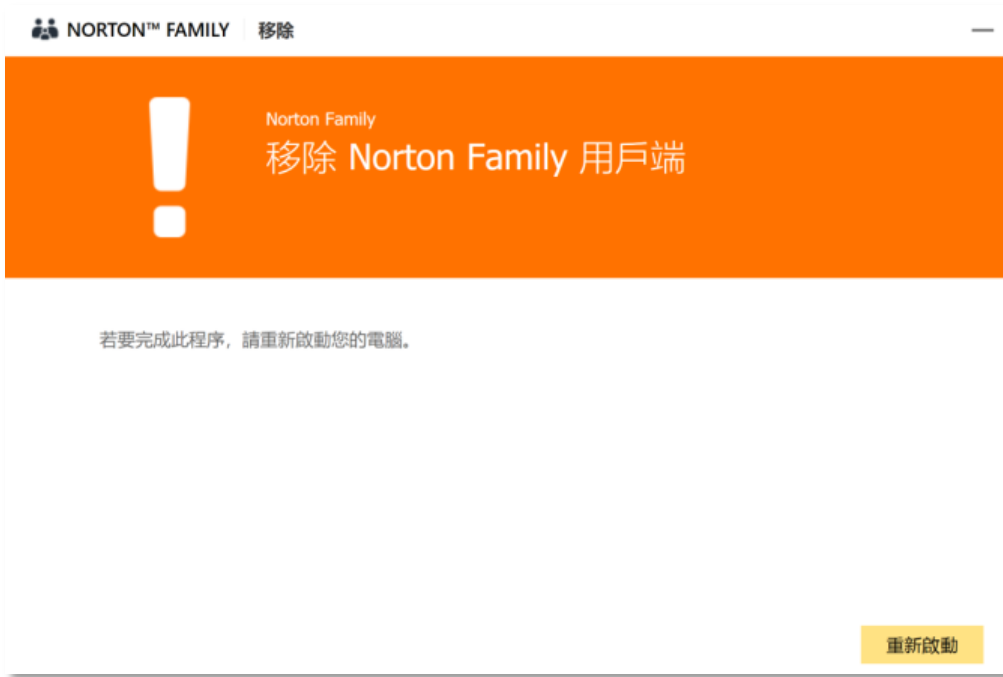 NORTON™ FAMILY 移除
Norton Family
移除 Norton Family 用戶端
若要完成此程序，請重新啟動您的電腦。
重新啟動